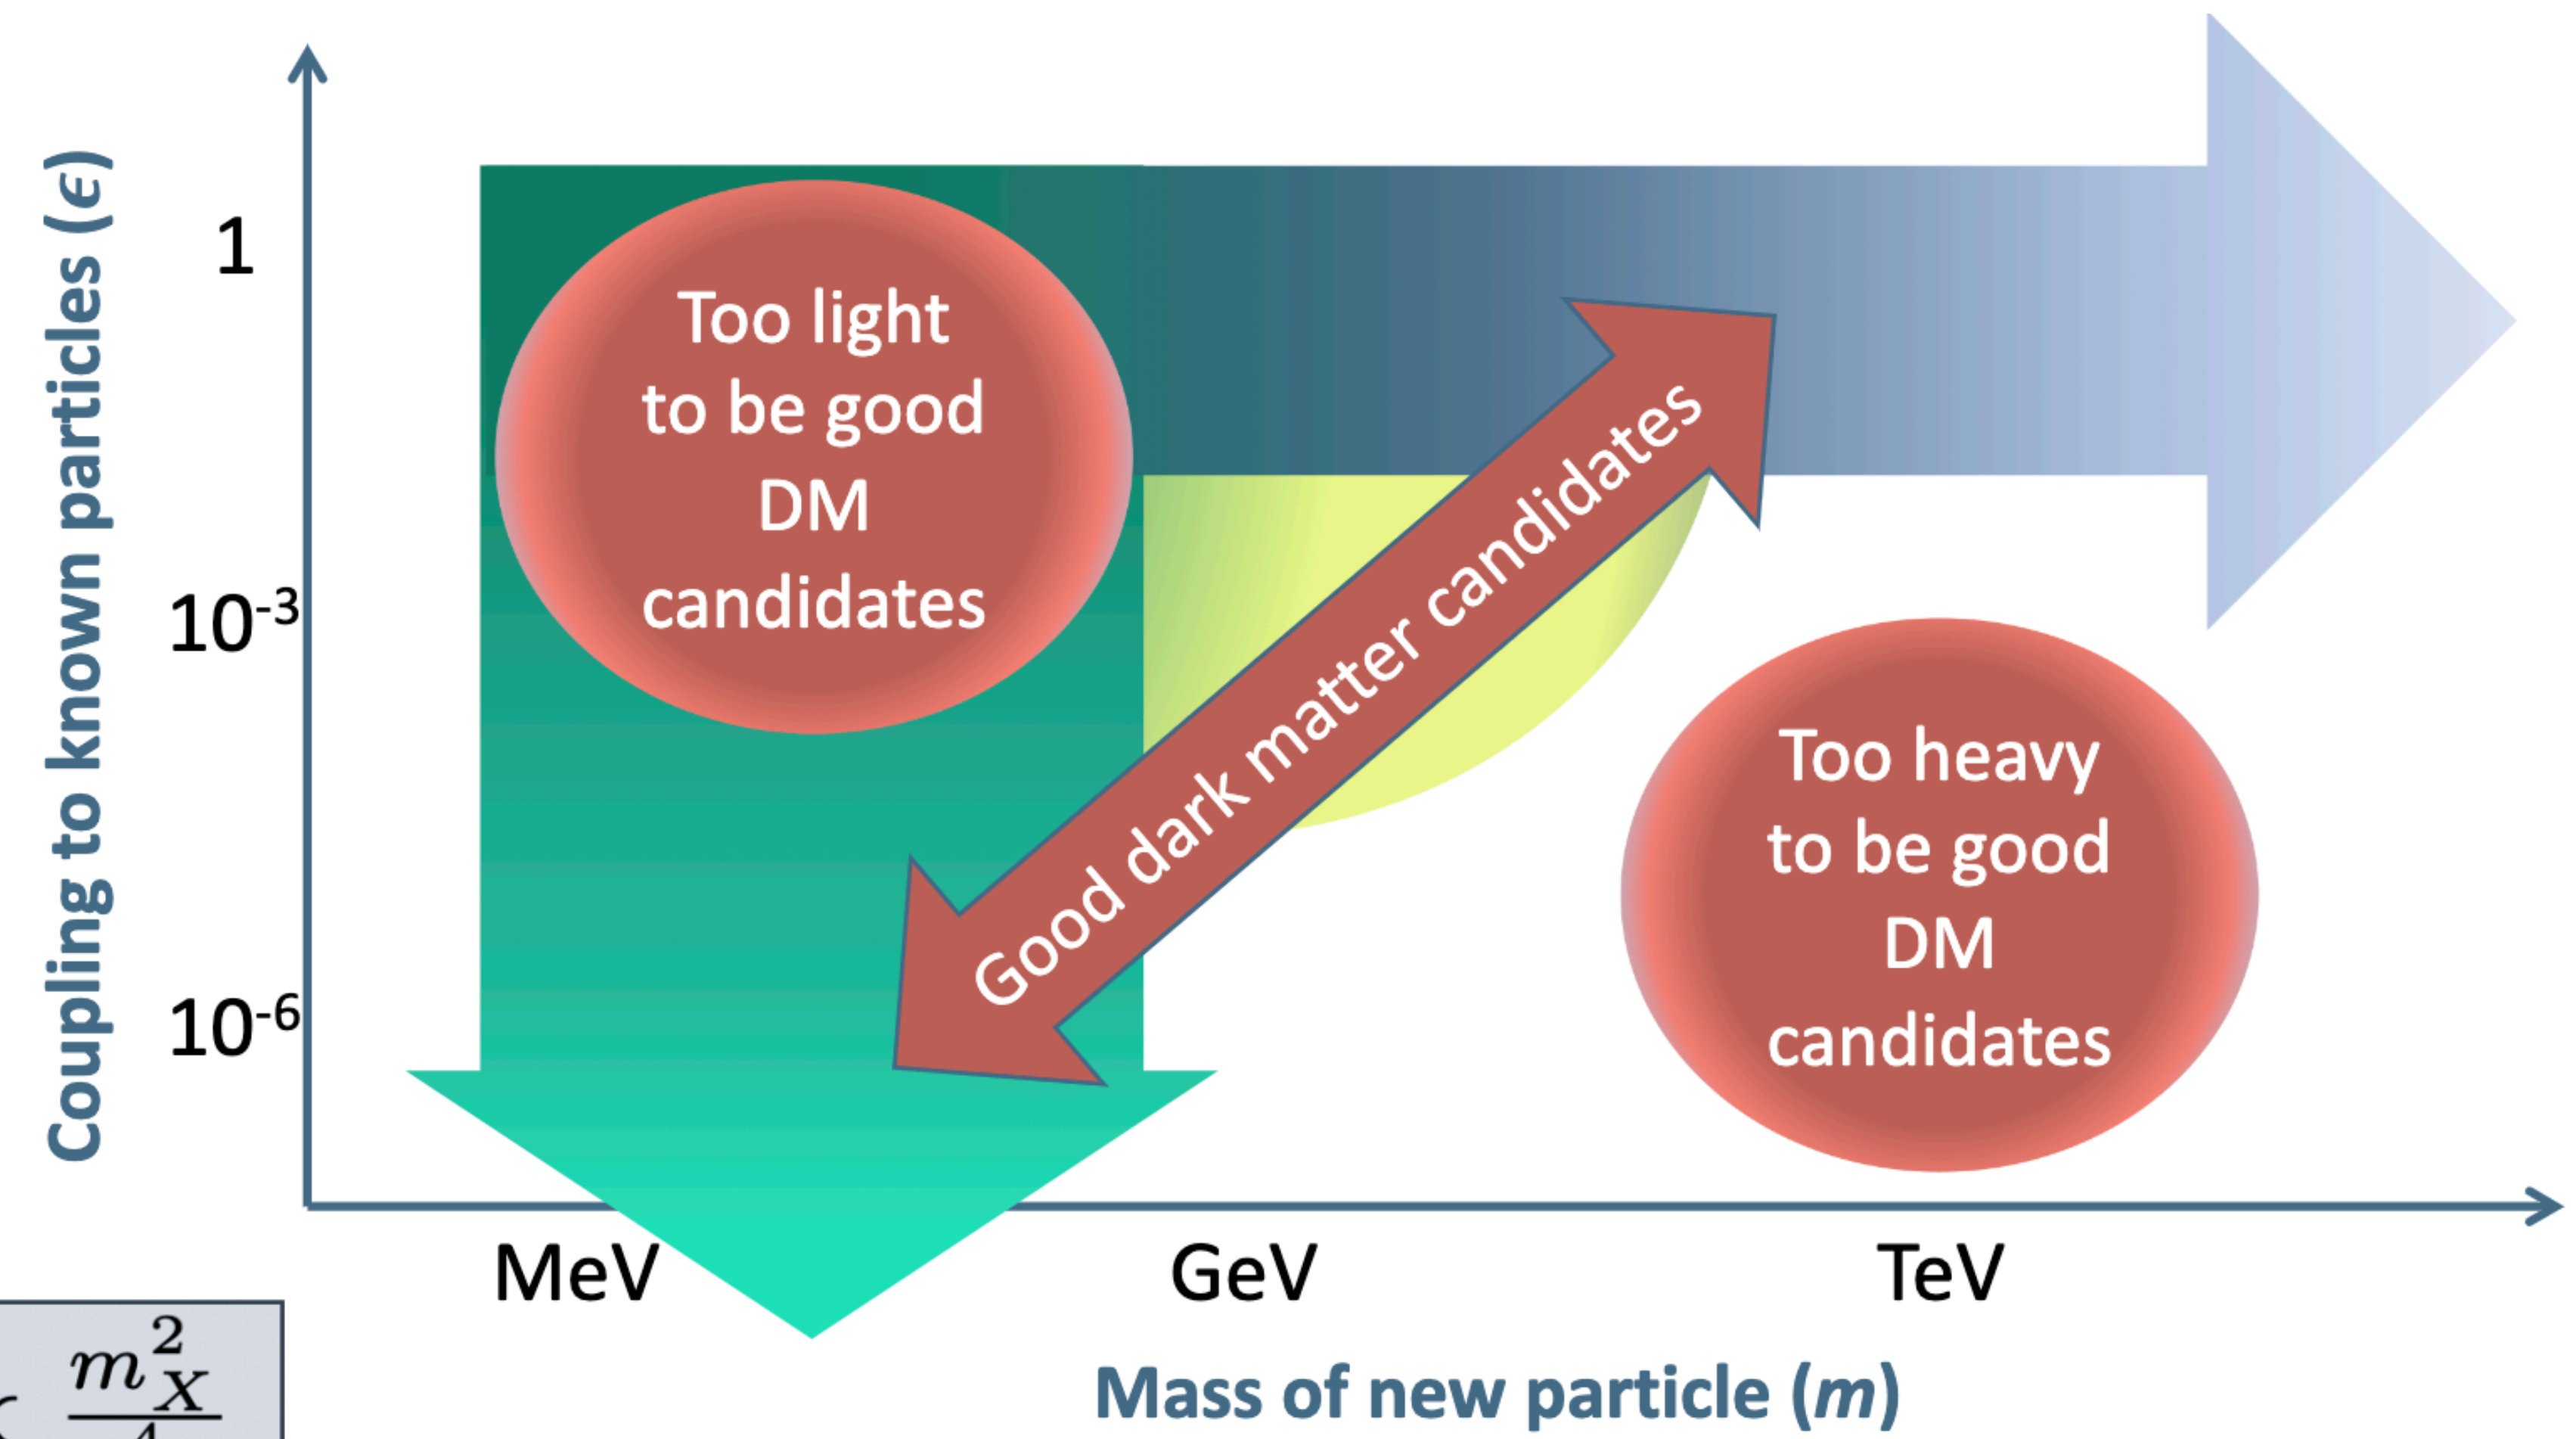 Coupling to known particles (ϵ)
1
10⁻³
10⁻⁶
Too light
to be good
DM
candidates
Good dark matter candidates
Too heavy
to be good
DM
candidates
MeV
GeV
TeV
Mass of new particle (m)
m²_X